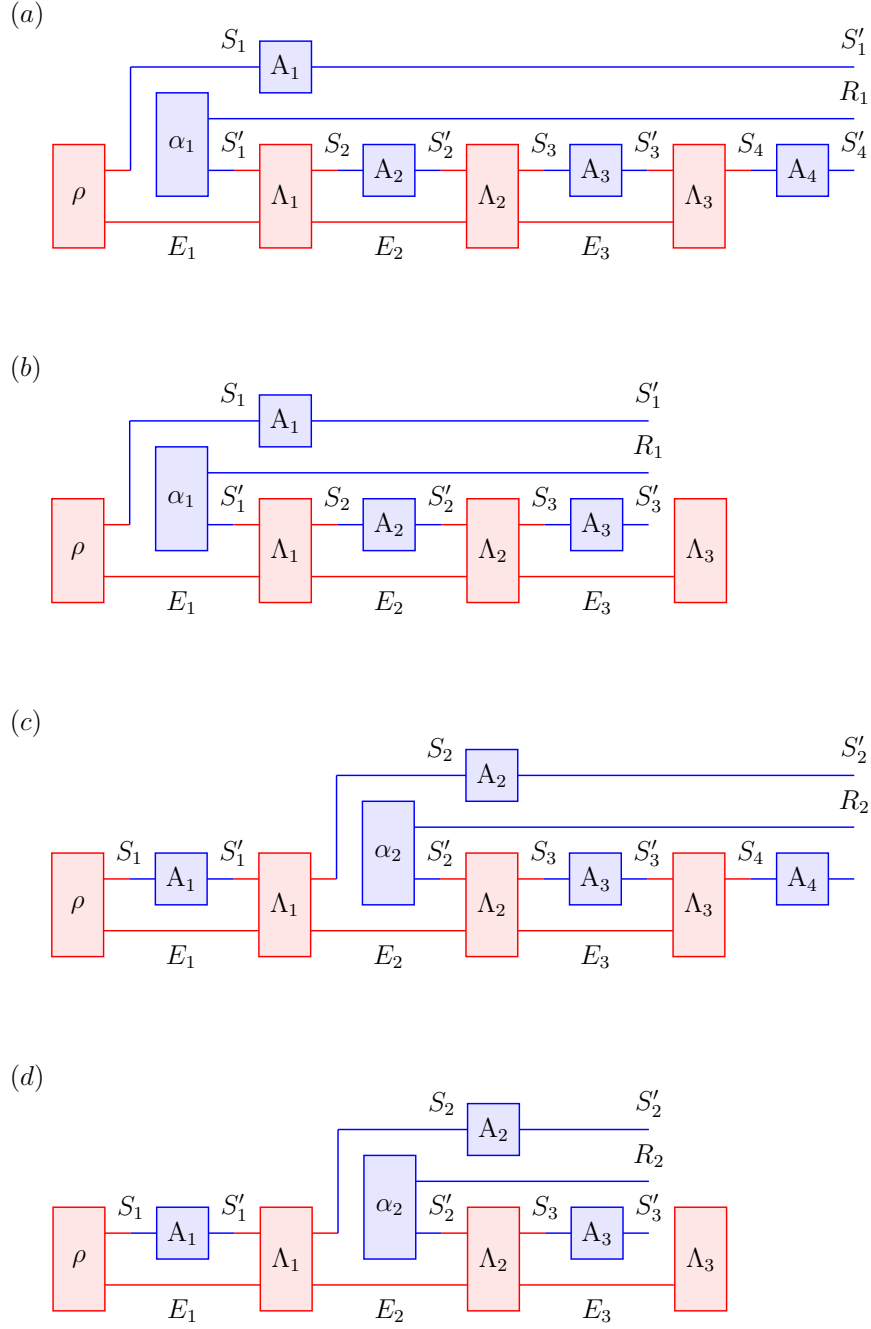 (a)
S₁ A₁ S′₁
R₁
ρ α₁ S′₁ Λ₁ S₂ A₂ S′₂ Λ₂ S₃ A₃ S′₃ Λ₃ S₄ A₄ S′₄
E₁ E₂ E₃
(b)
S₁ A₁ S′₁
R₁
ρ α₁ S′₁ Λ₁ S₂ A₂ S′₂ Λ₂ S₃ A₃ S′₃ Λ₃
E₁ E₂ E₃
(c)
S₂ A₂ S′₂
R₂
ρ S₁ A₁ S′₁ Λ₁ α₂ S′₂ Λ₂ S₃ A₃ S′₃ Λ₃ S₄ A₄
E₁ E₂ E₃
(d)
S₂ A₂ S′₂
R₂
ρ S₁ A₁ S′₁ Λ₁ α₂ S′₂ Λ₂ S₃ A₃ S′₃ Λ₃
E₁ E₂ E₃